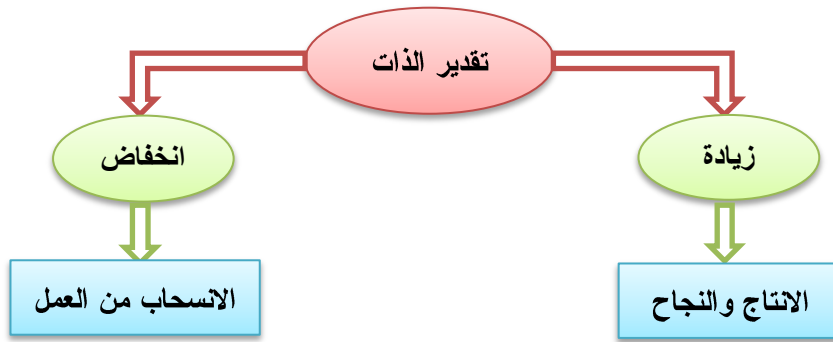 تقدير الذات
زيادة
انخفاض
الانتاج والنجاح
الانسحاب من العمل